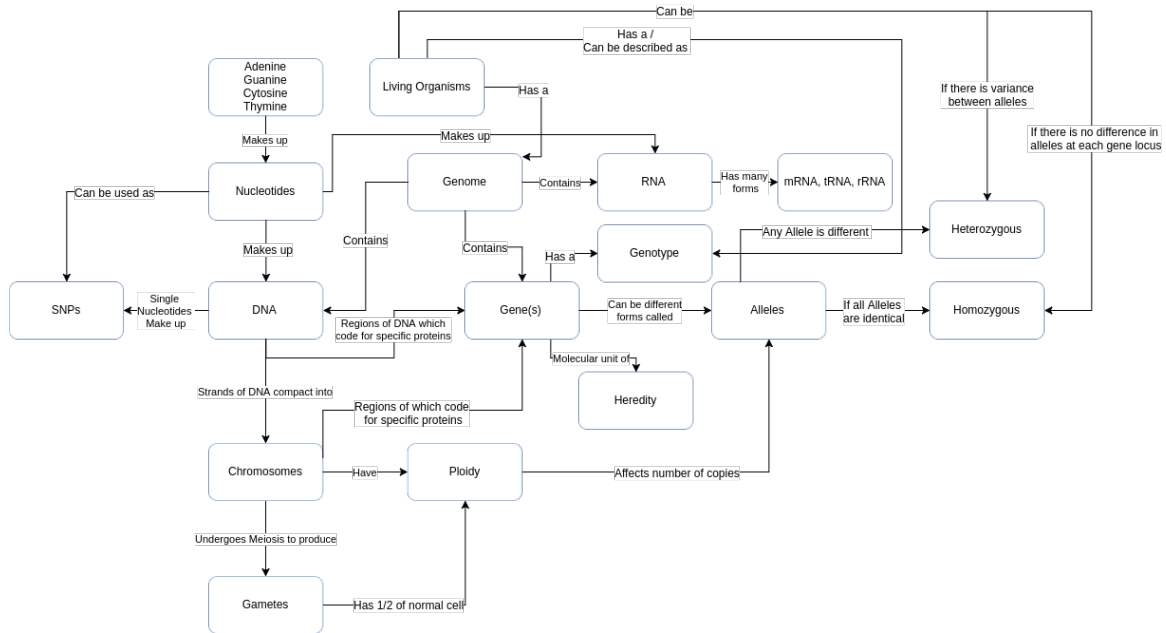 Can be
Has a /
Can be described as
Adenine
Guanine
Cytosine
Thymine
Living Organisms
Has a
If there is variance
between alleles
Makes up
Makes up
If there is no difference in
alleles at each gene locus
Nucleotides
Can be used as
Genome
Contains
RNA
Has many
forms
mRNA, tRNA, rRNA
Makes up
Contains
Contains
Has a
Genotype
Any Allele is different
Heterozygous
SNPs
Single
Nucleotides
Make up
DNA
Regions of DNA which
code for specific proteins
Gene(s)
Can be different
forms called
Alleles
If all Alleles
are identical
Homozygous
Molecular unit of
Heredity
Strands of DNA compact into
Regions of which code
for specific proteins
Chromosomes
Have
Ploidy
Affects number of copies
Undergoes Meiosis to produce
Gametes
Has 1/2 of normal cell